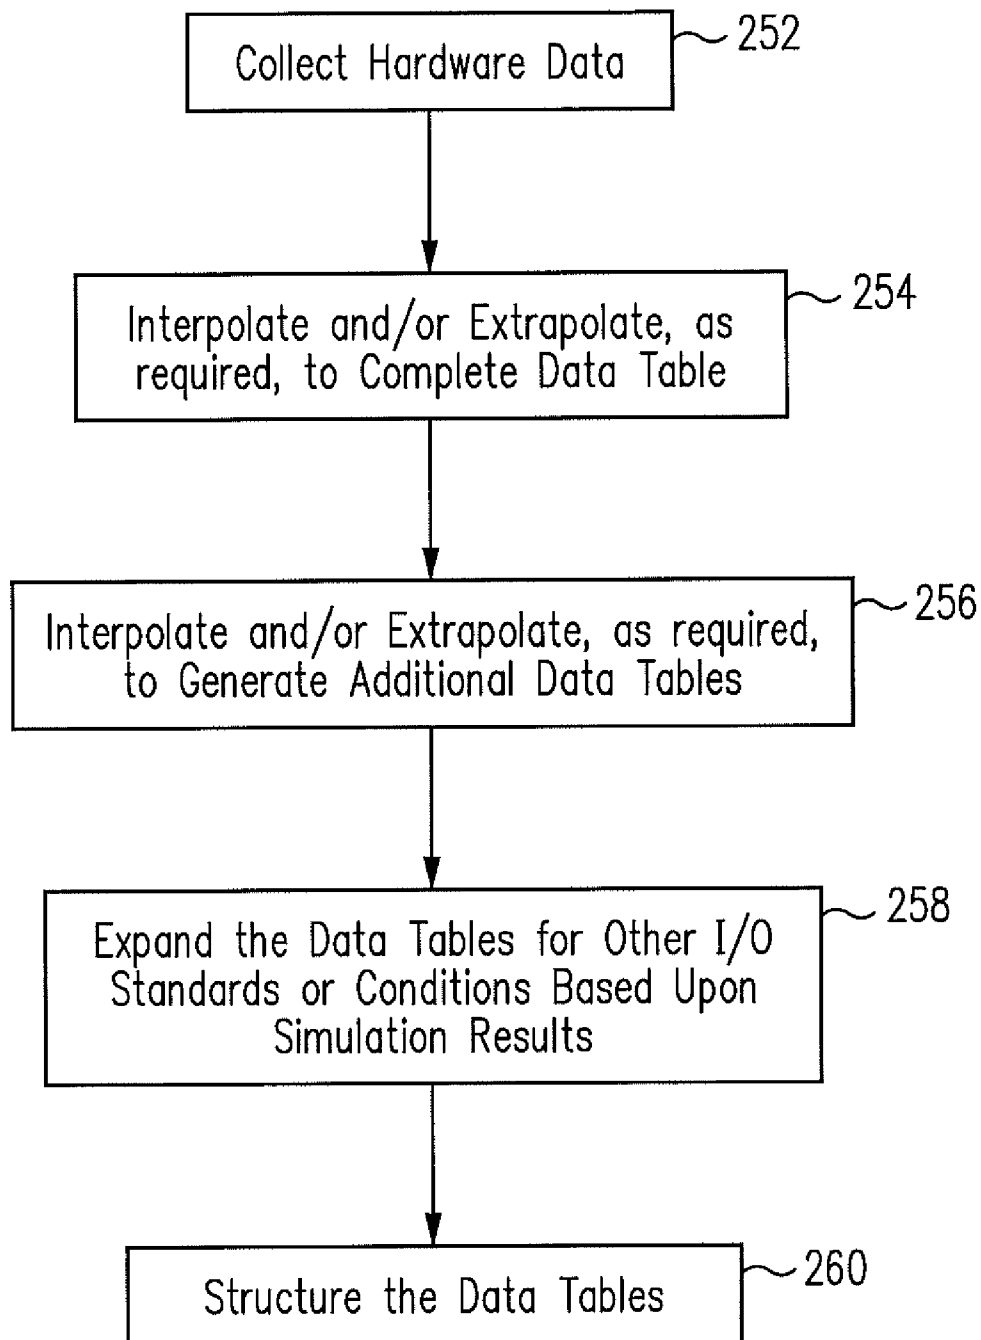 Collect Hardware Data
252
Interpolate and/or Extrapolate, as
required, to Complete Data Table
254
Interpolate and/or Extrapolate, as required,
to Generate Additional Data Tables
256
Expand the Data Tables for Other I/O
Standards or Conditions Based Upon
Simulation Results
258
Structure the Data Tables
260